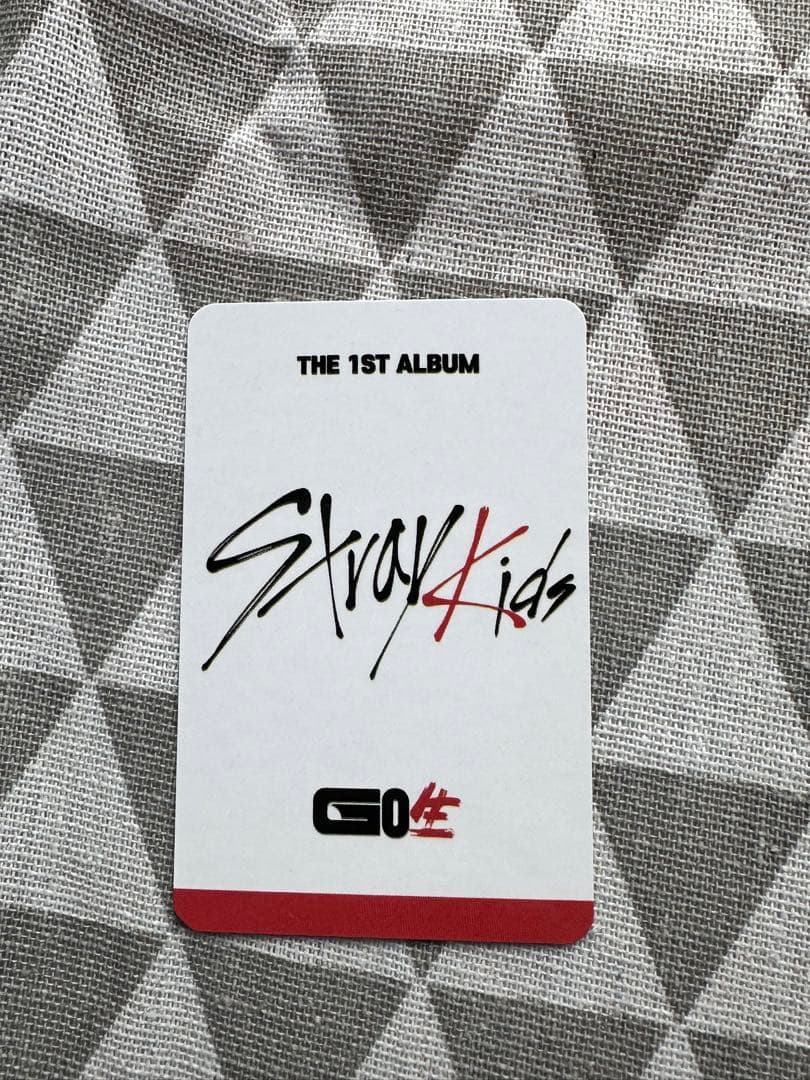 THE 1ST ALBUM
Stray Kids
GO生